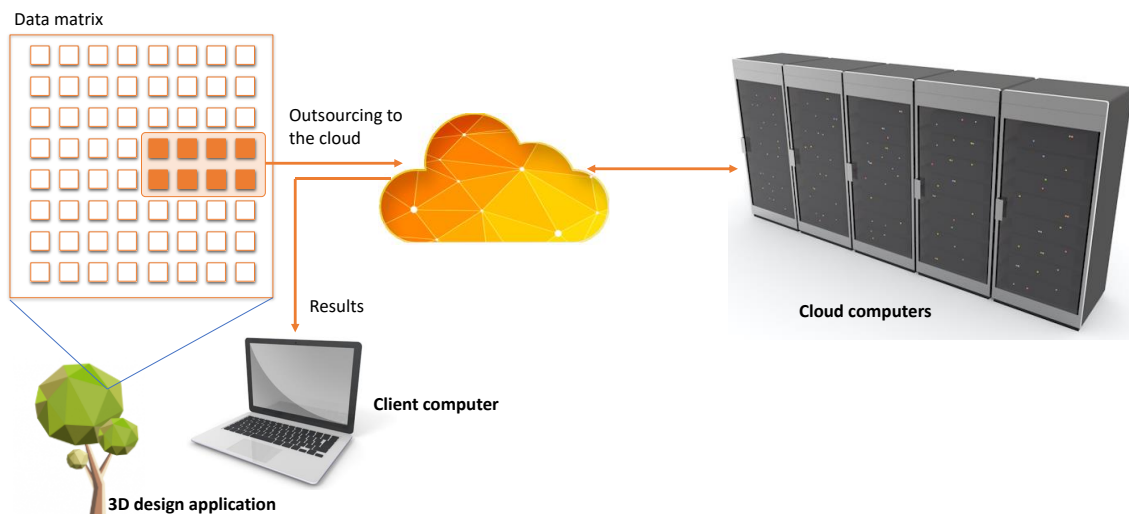 Data matrix
Outsourcing to
the cloud
Cloud computers
Results
Client computer
3D design application